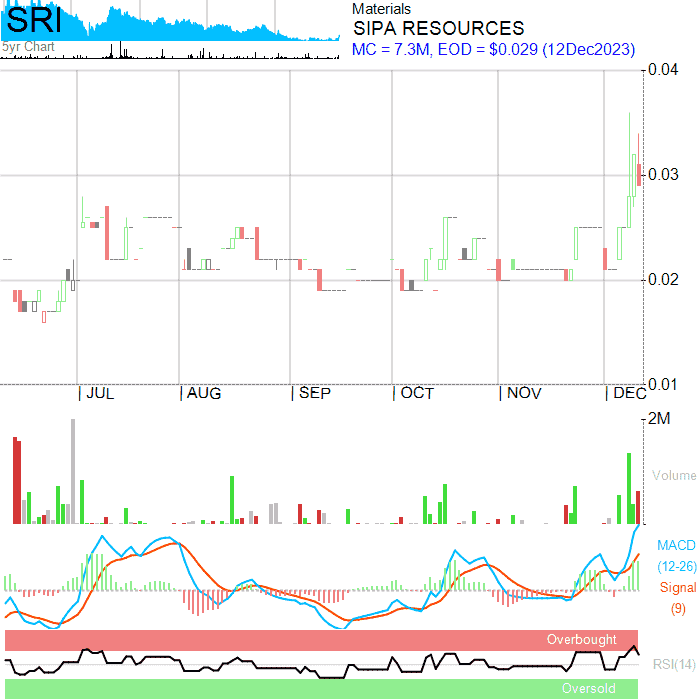 SRI
5yr Chart
Materials
SIPA RESOURCES
MC = 7.3M, EOD = $0.029 (12Dec2023)
0.04
0.03
0.02
0.01
JUL AUG SEP OCT NOV DEC
2M
Volume
MACD
(12-26)
Signal
(9)
Overbought
RSI(14)
Oversold